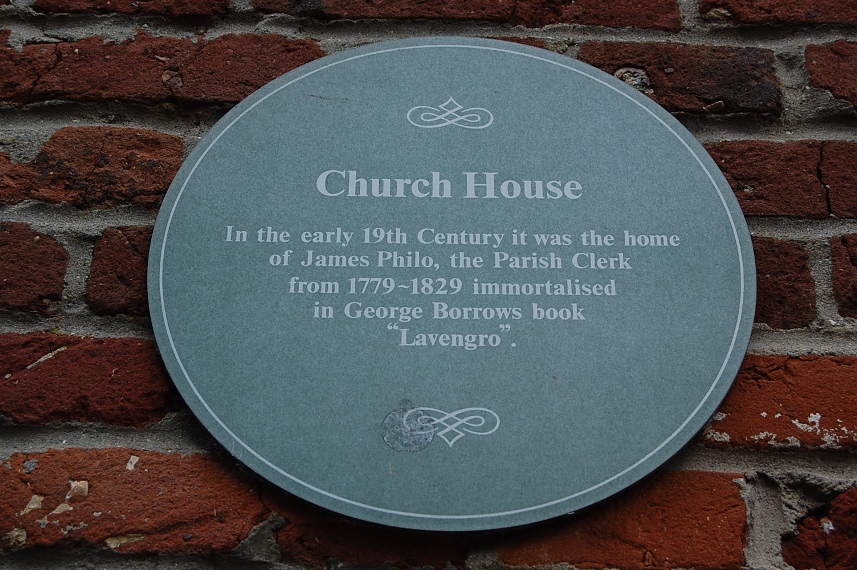 Church House
In the early 19th Century it was the home
of James Philo, the Parish Clerk
from 1779~1829 immortalised
in George Borrows book
“Lavengro”.